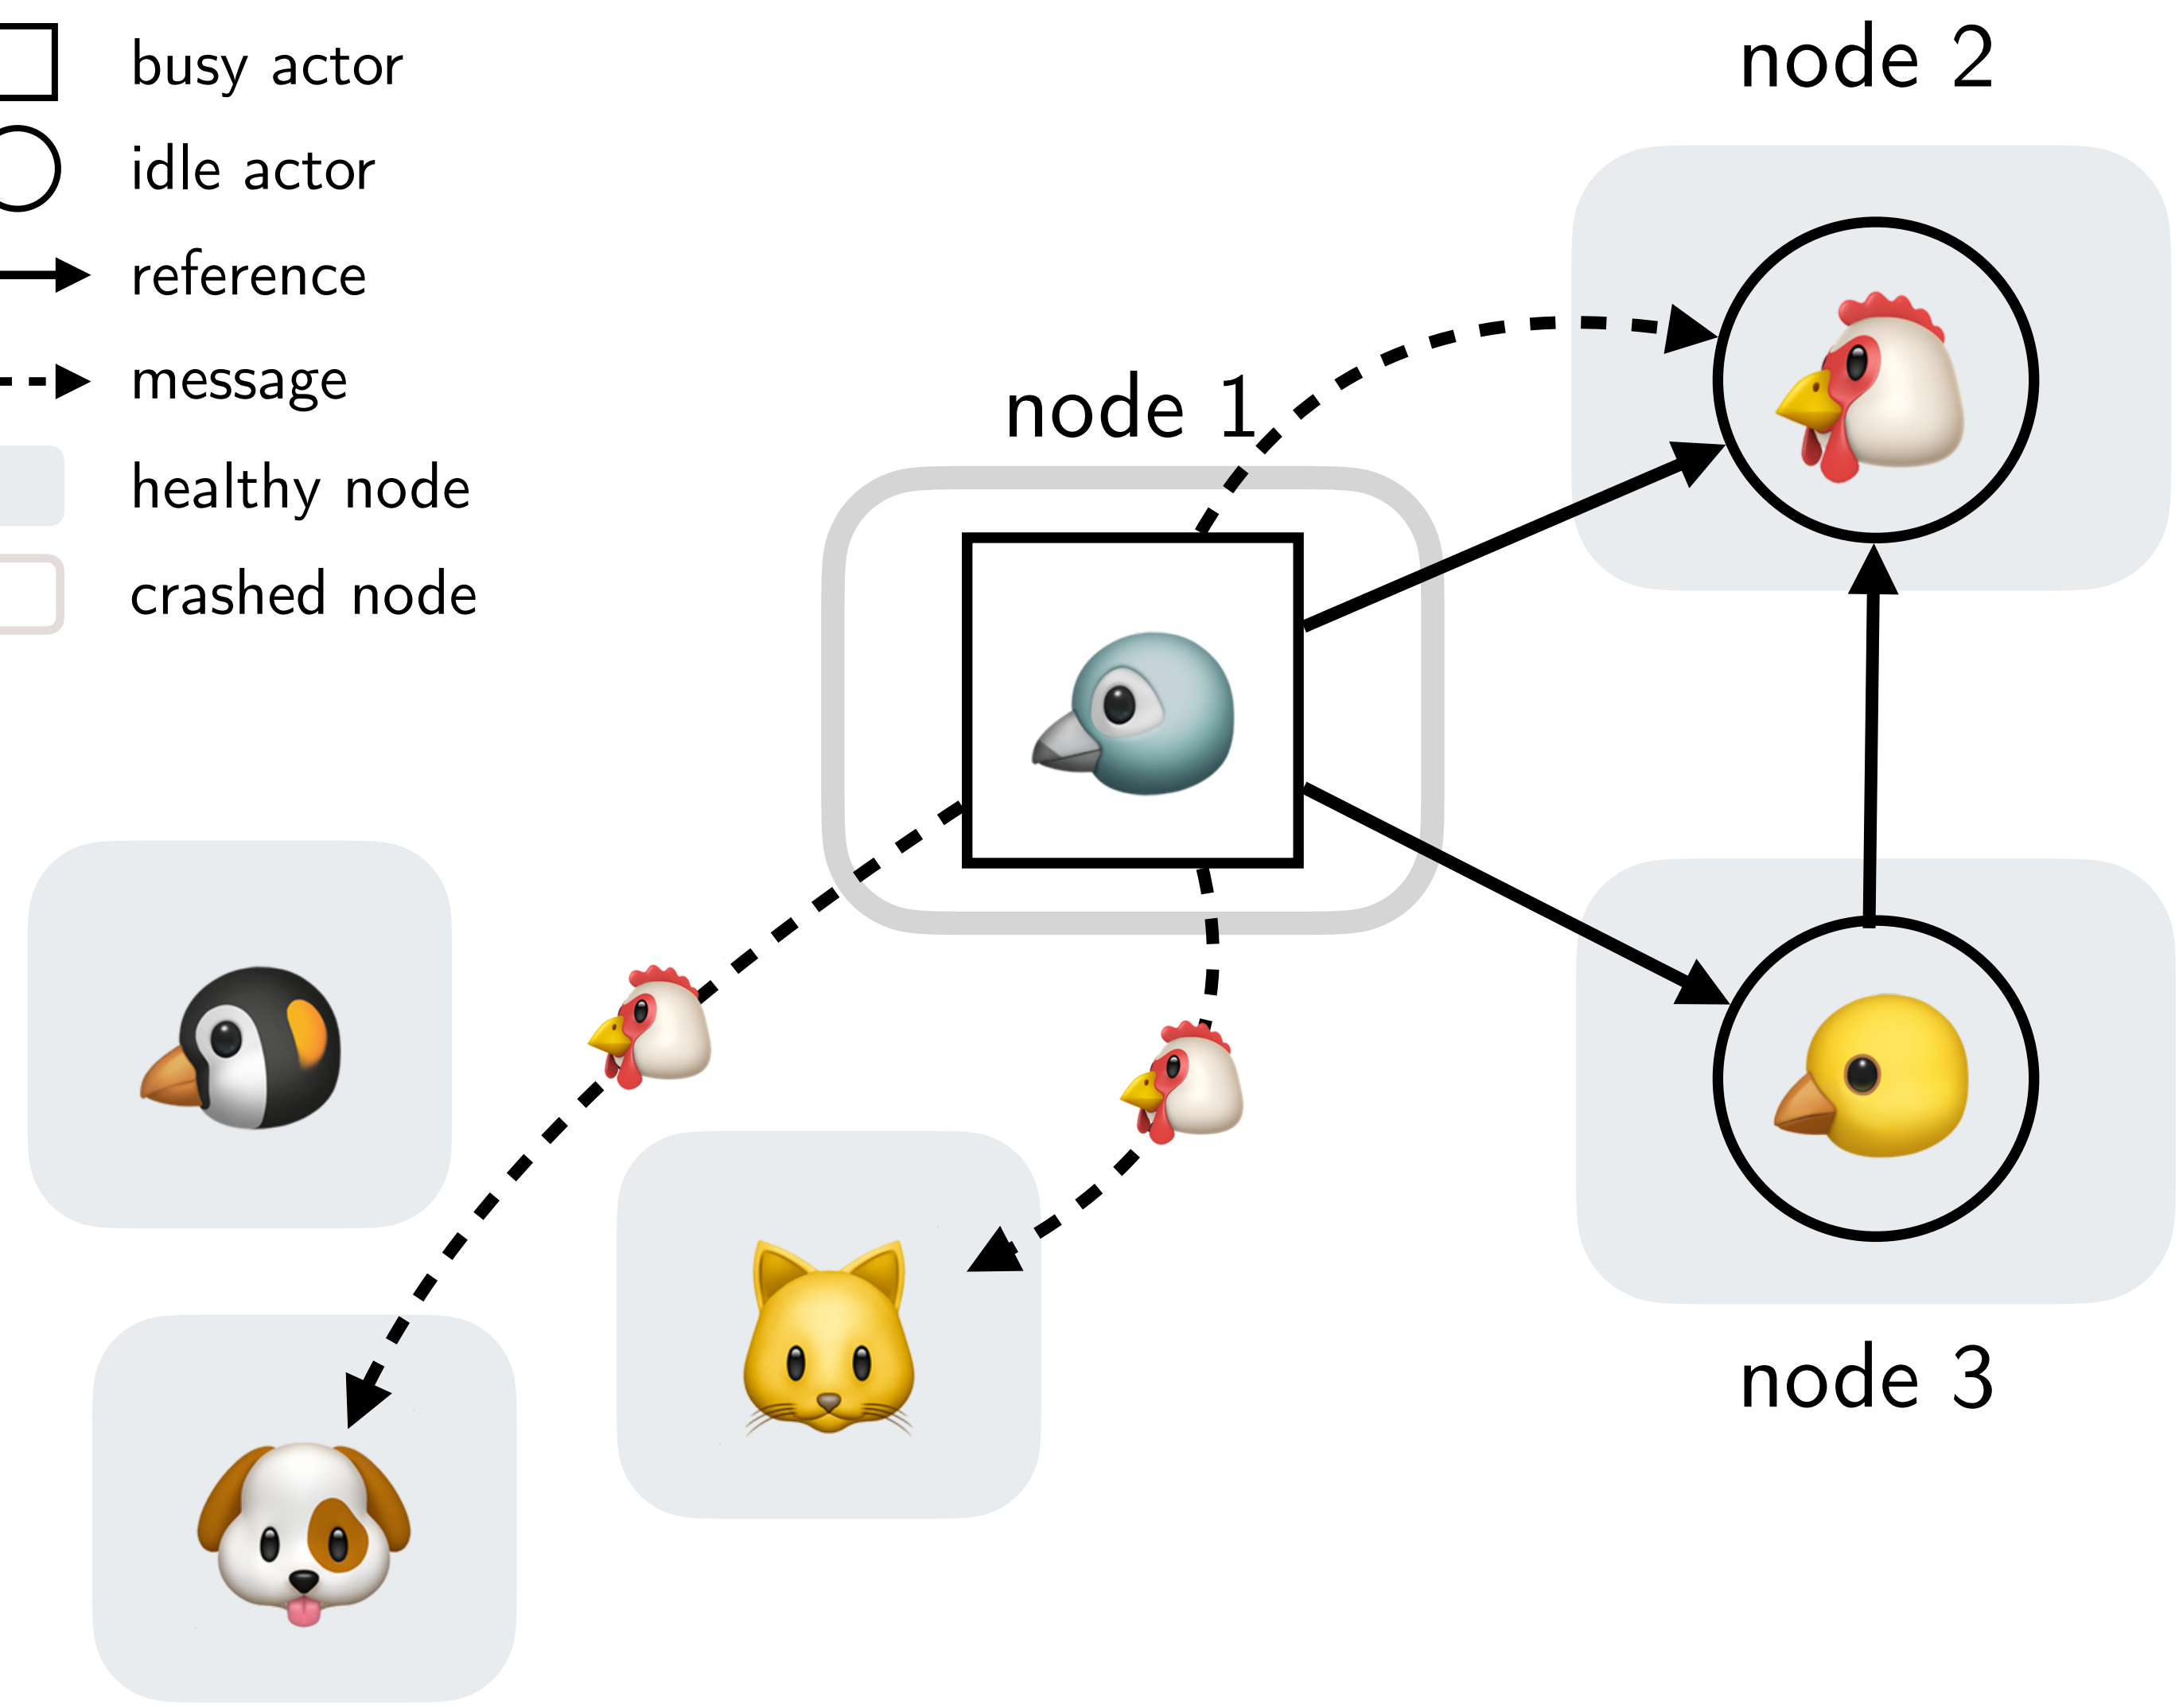 busy actor
idle actor
reference
message
healthy node
crashed node
node 1
node 2
node 3